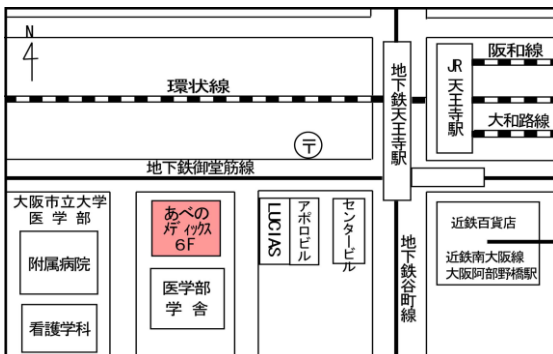 N
環状線
地下鉄天王寺駅
JR
天王寺駅
阪和線
大和路線
〒
地下鉄御堂筋線
大阪市立大学
医学部
附属病院
看護学科
あべの
メディックス
6F
医学部
学舎
LUCIAS
アポロビル
センタービル
地下鉄谷町線
近鉄百貨店
近鉄南大阪線
大阪阿部野橋駅